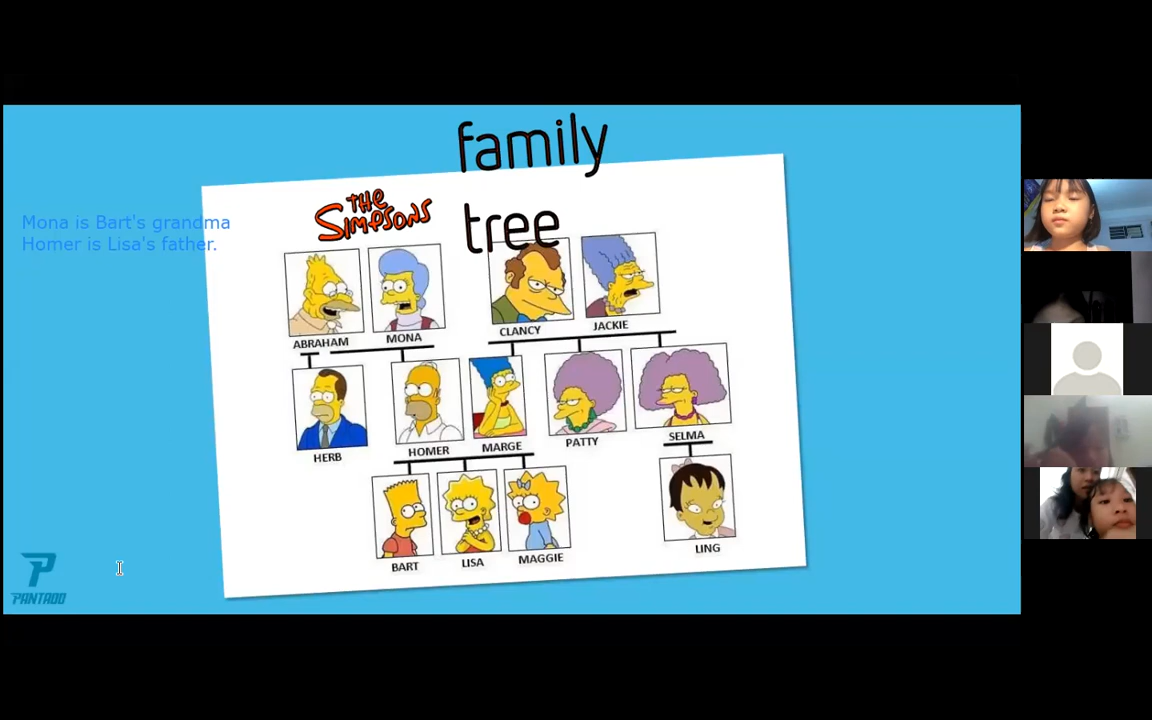 family
tree
THE
SIMPSONS
Mona is Bart's grandma
Homer is Lisa's father.
ABRAHAM
MONA
CLANCY
JACKIE
HERB
HOMER
MARGE
PATTY
SELMA
BART
LISA
MAGGIE
LING
PANTADO